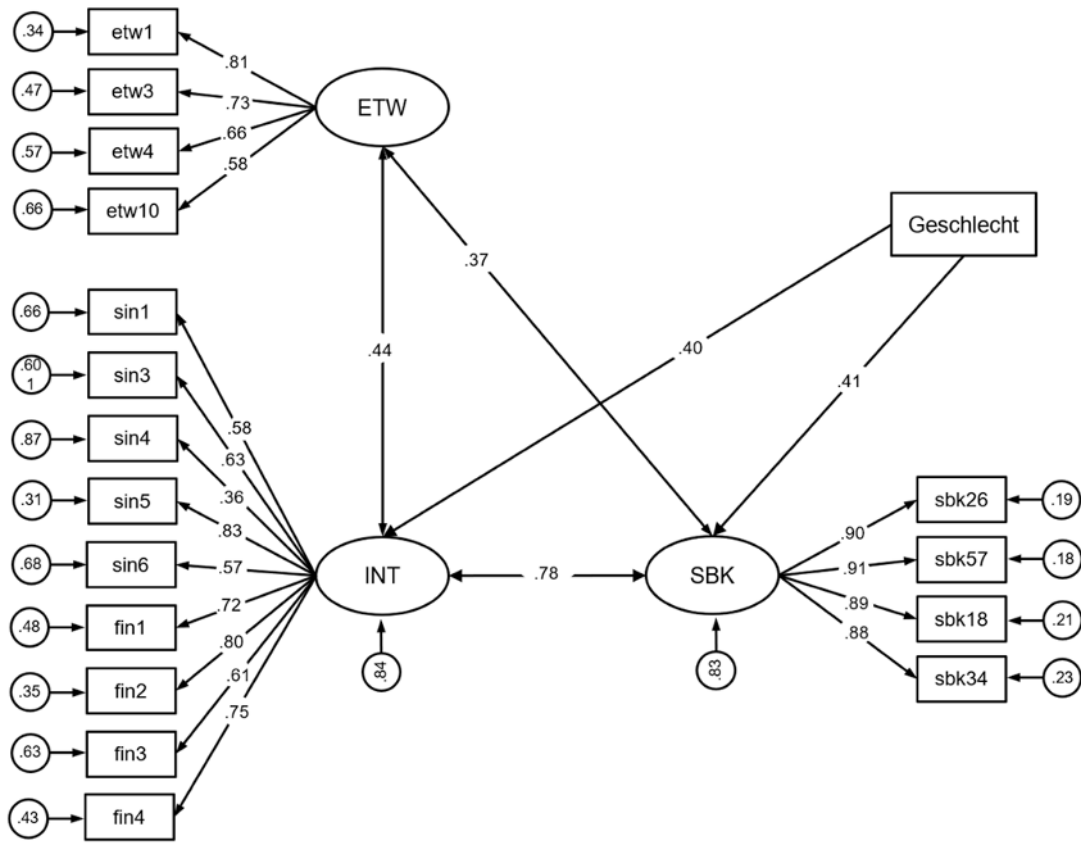 .34
etw1
.81
.47
etw3
.73
ETW
.57
etw4
.66
.66
etw10
.58
Geschlecht
.37
.66
sin1
.44
.40
.601
sin3
.41
.58
.87
sin4
.63
.36
.31
sin5
.83
sbk26
.19
.90
.68
sin6
.57
INT
.78
SBK
.91
sbk57
.18
.48
fin1
.72
.89
sbk18
.21
.80
.88
.35
fin2
.61
.84
.83
sbk34
.23
.75
.63
fin3
.43
fin4